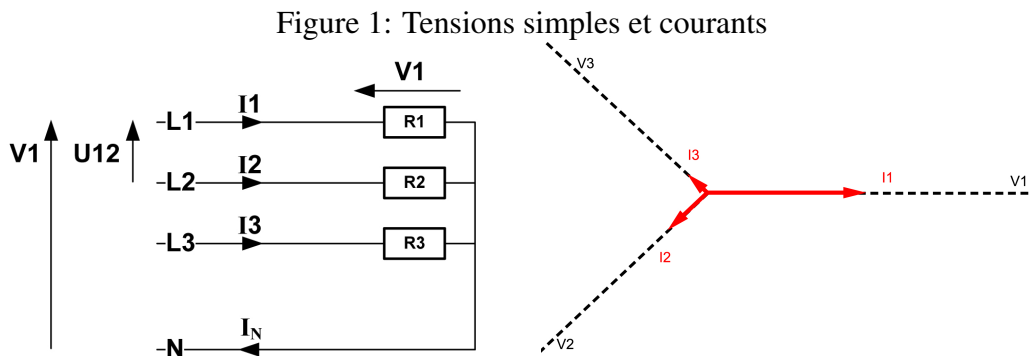 Figure 1: Tensions simples et courants
V1
V1
U12
L1
I1
R1
L2
I2
R2
L3
I3
R3
N
I_N
V3
I3
I1
V1
I2
V2